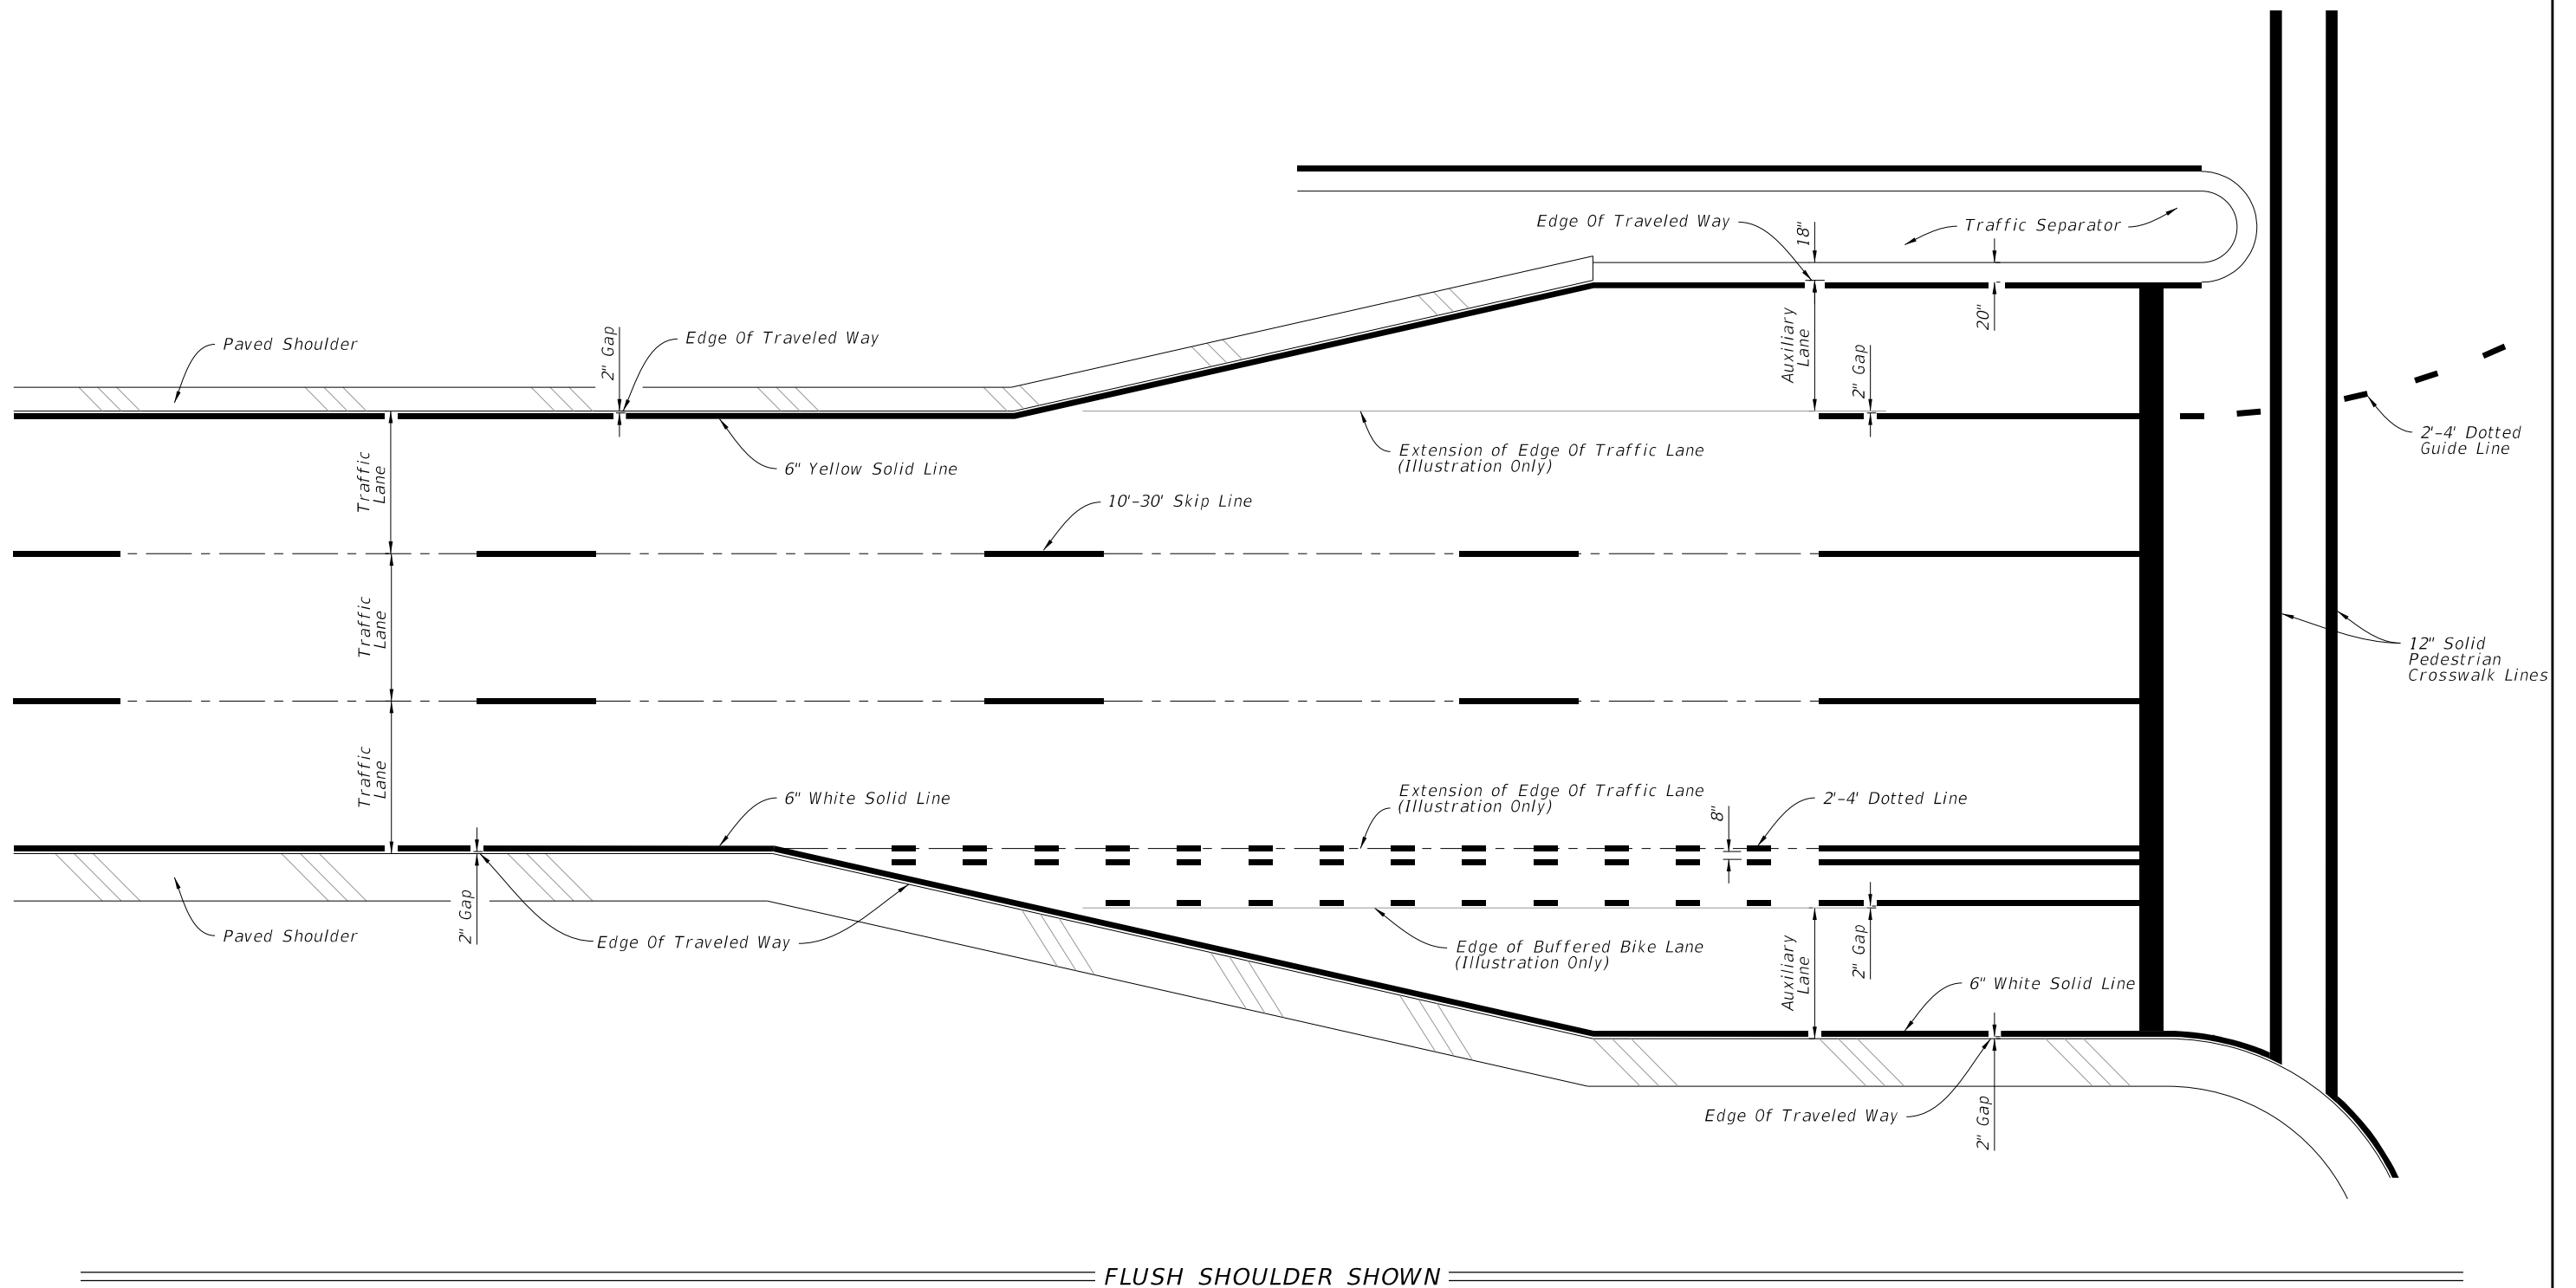 Edge Of Traveled Way
18"
Traffic Separator
Paved Shoulder
2" Gap
Edge Of Traveled Way
Auxiliary
Lane
2" Gap
20"
6" Yellow Solid Line
Extension of Edge Of Traffic Lane
(Illustration Only)
2'-4' Dotted
Guide Line
Traffic
Lane
10'-30' Skip Line
Traffic
Lane
12" Solid
Pedestrian
Crosswalk Lines
Traffic
Lane
6" White Solid Line
Extension of Edge Of Traffic Lane
(Illustration Only)
8"
2'-4' Dotted Line
Paved Shoulder
2" Gap
Edge Of Traveled Way
Edge of Buffered Bike Lane
(Illustration Only)
Auxiliary
Lane
2" Gap
6" White Solid Line
Edge Of Traveled Way
2" Gap
FLUSH SHOULDER SHOWN